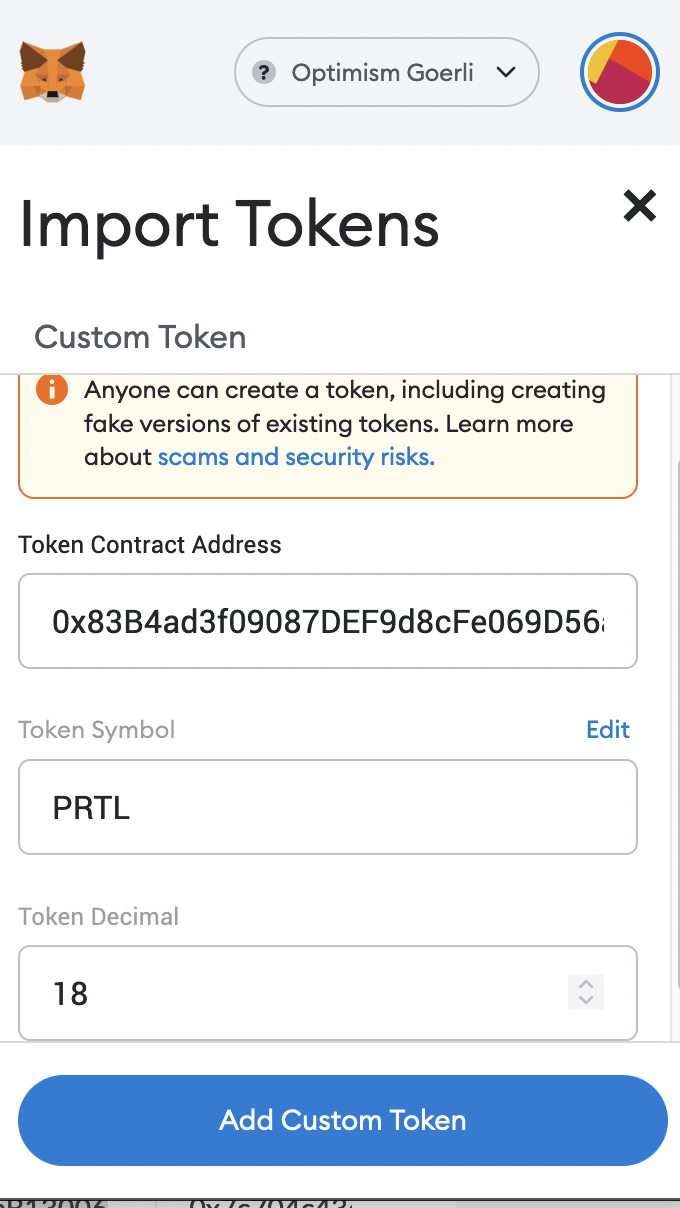 ? Optimism Goerli
Import Tokens
Custom Token
Anyone can create a token, including creating
fake versions of existing tokens. Learn more
about scams and security risks.
Token Contract Address
0x83B4ad3f09087DEF9d8cFe069D56
Token Symbol Edit
PRTL
Token Decimal
18
Add Custom Token